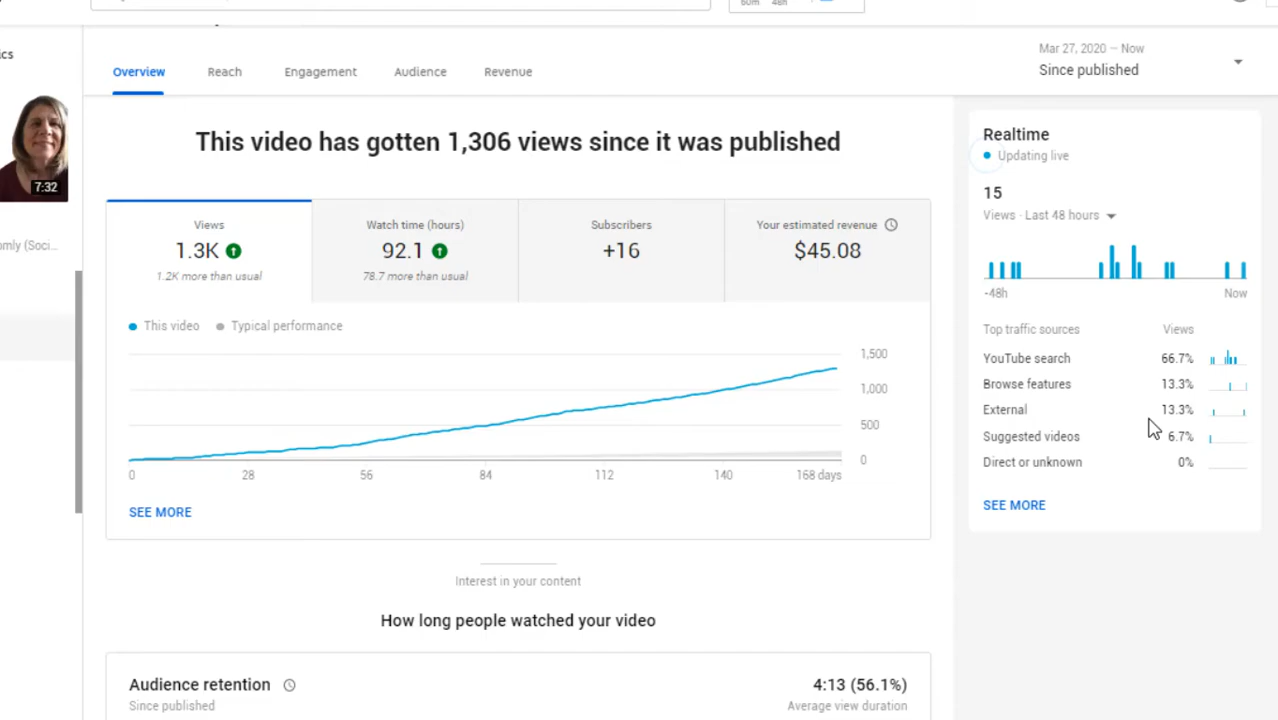 60m 48h
ics
Overview Reach Engagement Audience Revenue
Mar 27, 2020 – Now
Since published
7:32
omly (Soci...
This video has gotten 1,306 views since it was published
Views
1.3K
1.2K more than usual
Watch time (hours)
92.1
78.7 more than usual
Subscribers
+16
Your estimated revenue
$45.08
This video Typical performance
1,500
1,000
500
0
0 28 56 84 112 140 168 days
SEE MORE
Interest in your content
How long people watched your video
Audience retention
Since published
4:13 (56.1%)
Average view duration
Realtime
Updating live
15
Views · Last 48 hours
-48h Now
Top traffic sources Views
YouTube search 66.7%
Browse features 13.3%
External 13.3%
Suggested videos 6.7%
Direct or unknown 0%
SEE MORE